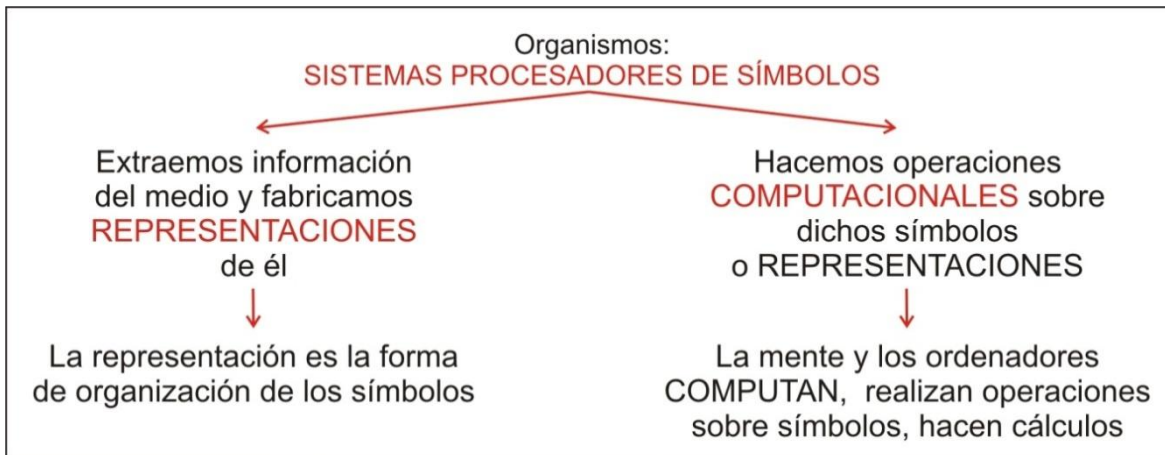 Organismos:
SISTEMAS PROCESADORES DE SÍMBOLOS
Extraemos información
del medio y fabricamos
REPRESENTACIONES
de él
La representación es la forma
de organización de los símbolos
Hacemos operaciones
COMPUTACIONALES sobre
dichos símbolos
o REPRESENTACIONES
La mente y los ordenadores
COMPUTAN, realizan operaciones
sobre símbolos, hacen cálculos